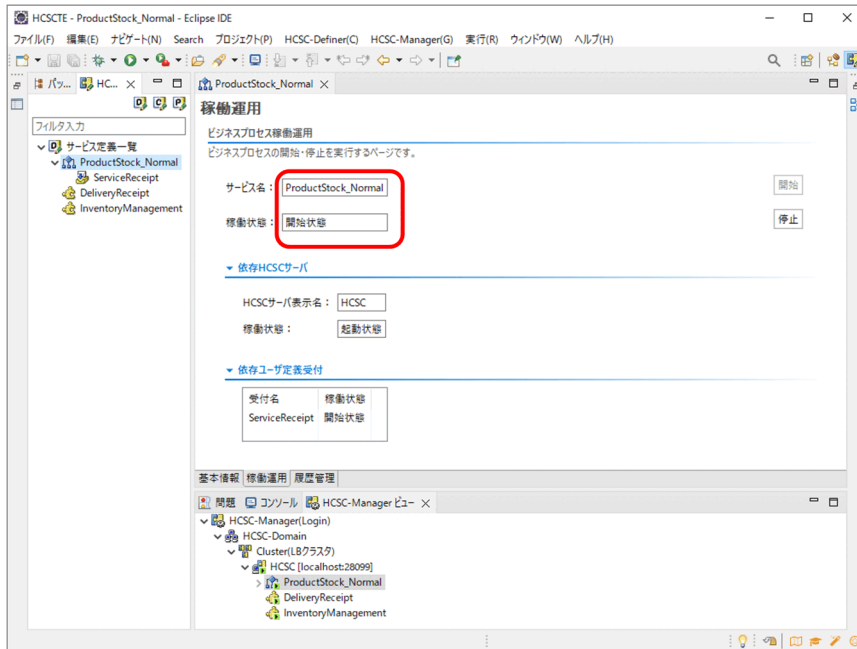 HCSCTE - ProductStock_Normal - Eclipse IDE
ファイル(F) 編集(E) ナビゲート(N) Search プロジェクト(P) HCSC-Definer(C) HCSC-Manager(G) 実行(R) ウィンドウ(W) ヘルプ(H)
パッ... HC...
フィルタ入力
サービス定義一覧
ProductStock_Normal
ServiceReceipt
DeliveryReceipt
InventoryManagement
ProductStock_Normal
稼働運用
ビジネスプロセス稼働運用
ビジネスプロセスの開始・停止を実行するページです。
サービス名： ProductStock_Normal 開始
稼働状態： 開始状態 停止
依存HCSCサーバ
HCSCサーバ表示名： HCSC
稼働状態： 起動状態
依存ユーザ定義受付
受付名 稼働状態
ServiceReceipt 開始状態
基本情報 稼働運用 履歴管理
問題 コンソール HCSC-Manager ビュー
HCSC-Manager(Login)
HCSC-Domain
Cluster(LBクラスタ)
HCSC [localhost:28099]
ProductStock_Normal
DeliveryReceipt
InventoryManagement